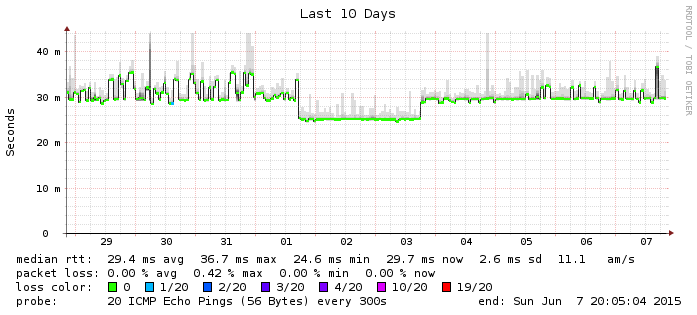 Last 10 Days
RRDTOOL / TOBI OETIKER
Seconds
40 m
30 m
20 m
10 m
0
29 30 31 01 02 03 04 05 06 07
median rtt: 29.4 ms avg 36.7 ms max 24.6 ms min 29.7 ms now 2.6 ms sd 11.1 am/s
packet loss: 0.00 % avg 0.42 % max 0.00 % min 0.00 % now
loss color: 0 1/20 2/20 3/20 4/20 10/20 19/20
probe: 20 ICMP Echo Pings (56 Bytes) every 300s end: Sun Jun 7 20:05:04 2015